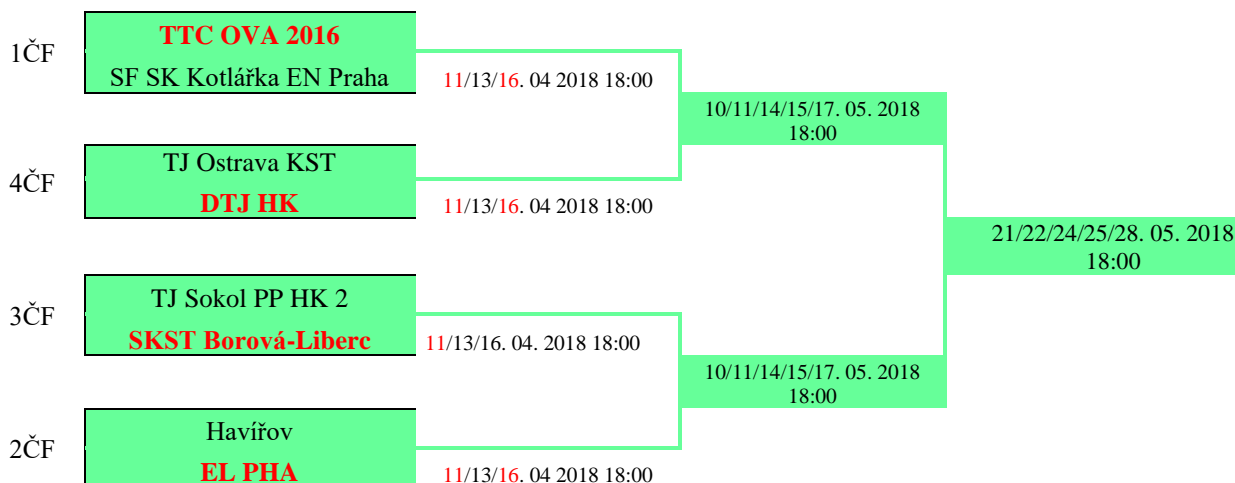 1ČF
TTC OVA 2016
SF SK Kotlářka EN Praha
11/13/16. 04 2018 18:00
10/11/14/15/17. 05. 2018
18:00
4ČF
TJ Ostrava KST
DTJ HK
11/13/16. 04 2018 18:00
21/22/24/25/28. 05. 2018
18:00
3ČF
TJ Sokol PP HK 2
SKST Borová-Liberc
11/13/16. 04. 2018 18:00
10/11/14/15/17. 05. 2018
18:00
2ČF
Havířov
EL PHA
11/13/16. 04 2018 18:00